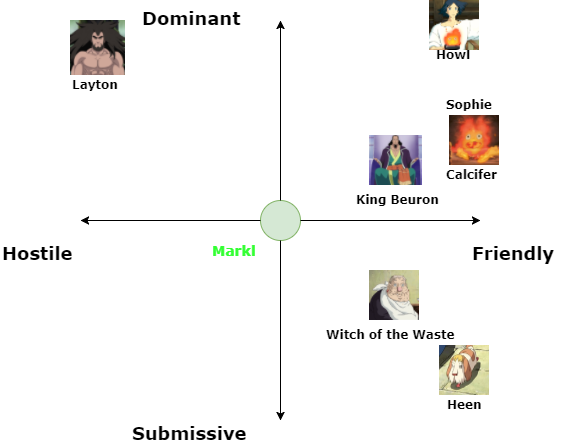 Dominant
Howl
Layton
Sophie
Calcifer
King Beuron
Markl
Hostile
Friendly
Witch of the Waste
Heen
Submissive